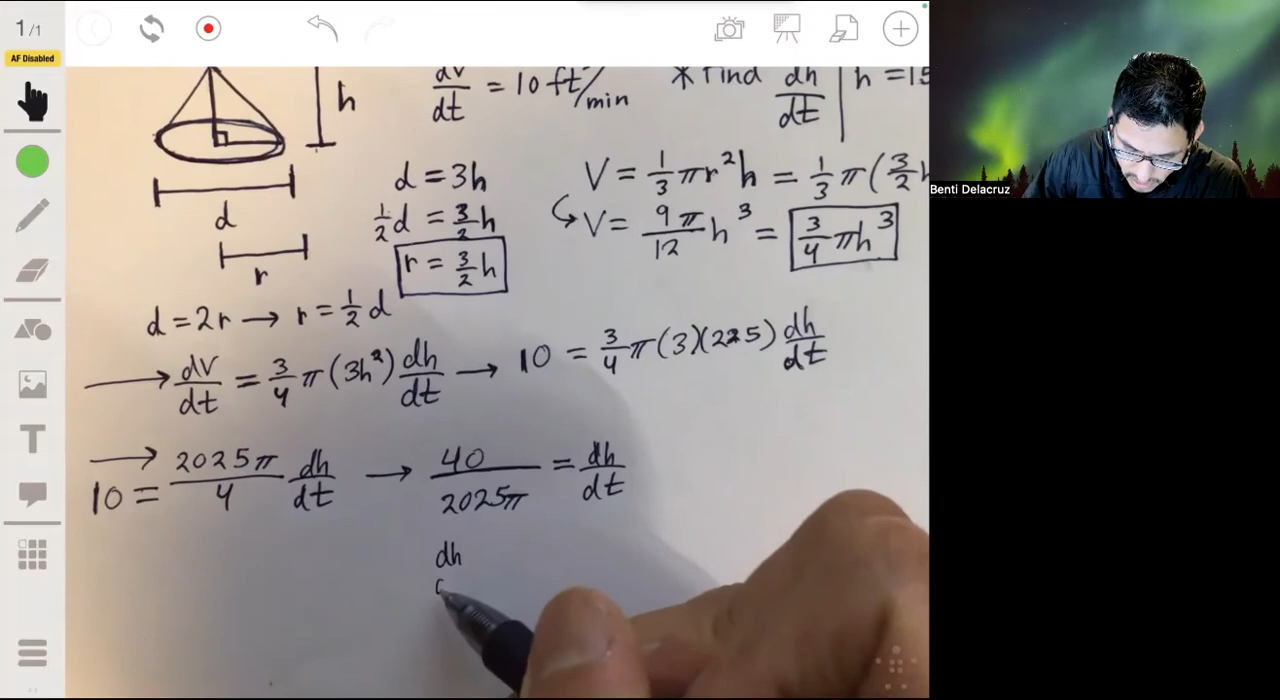 1/1
AF Disabled
dv/dt = 10 ft³/min * find dh/dt | h = 15
h
d = 3h
V = 1/3 πr²h = 1/3 π(3/2 h
1/2 d = 3/2 h
V = 9π/12 h³ = 3/4 πh³
d
r = 3/2 h
r
d = 2r → r = 1/2 d
→ dv/dt = 3/4 π(3h²) dh/dt → 10 = 3/4 π(3)(225) dh/dt
→ 10 = 2025π/4 dh/dt → 40/2025π = dh/dt
dh
T
Benti Delacruz